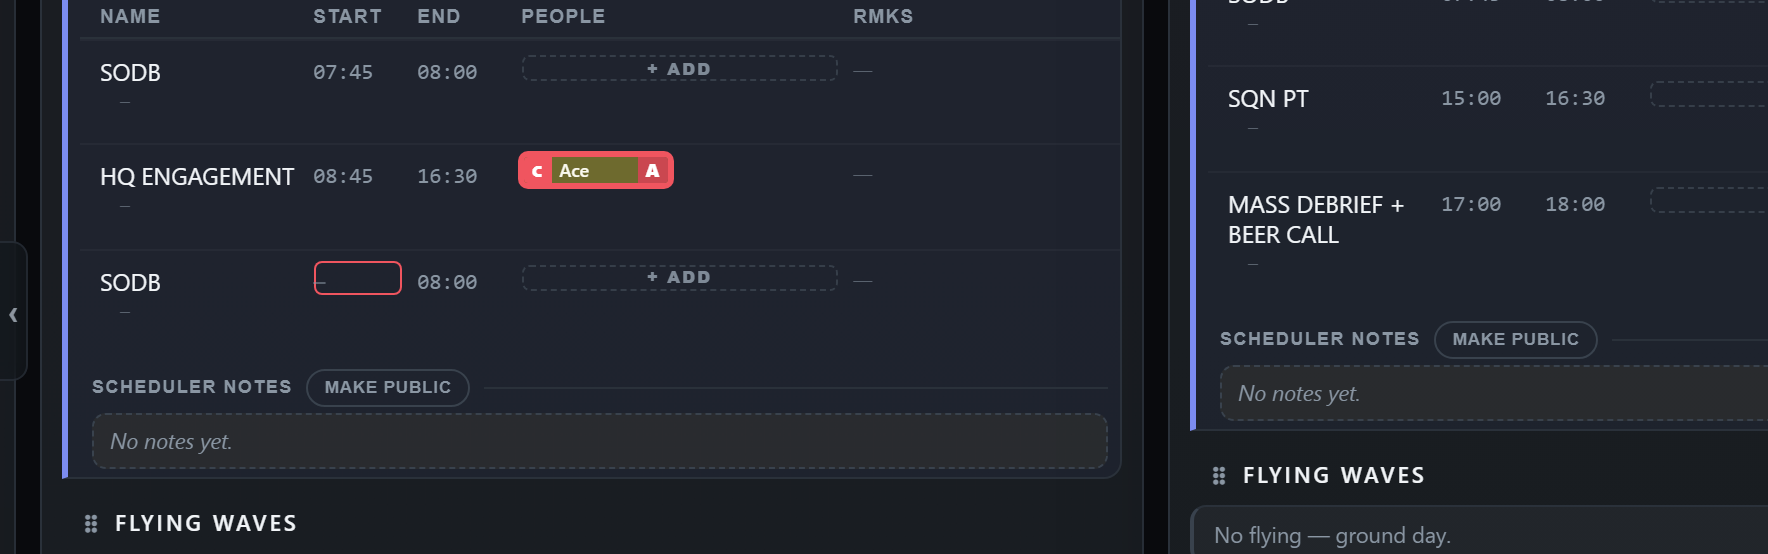 NAME START END PEOPLE RMKS
SODB 07:45 08:00 + ADD —
—
HQ ENGAGEMENT 08:45 16:30 C Ace A —
—
SODB — 08:00 + ADD —
—
SCHEDULER NOTES MAKE PUBLIC
No notes yet.
FLYING WAVES
—
SQN PT 15:00 16:30
—
MASS DEBRIEF + 17:00 18:00
BEER CALL
—
SCHEDULER NOTES MAKE PUBLIC
No notes yet.
FLYING WAVES
No flying — ground day.